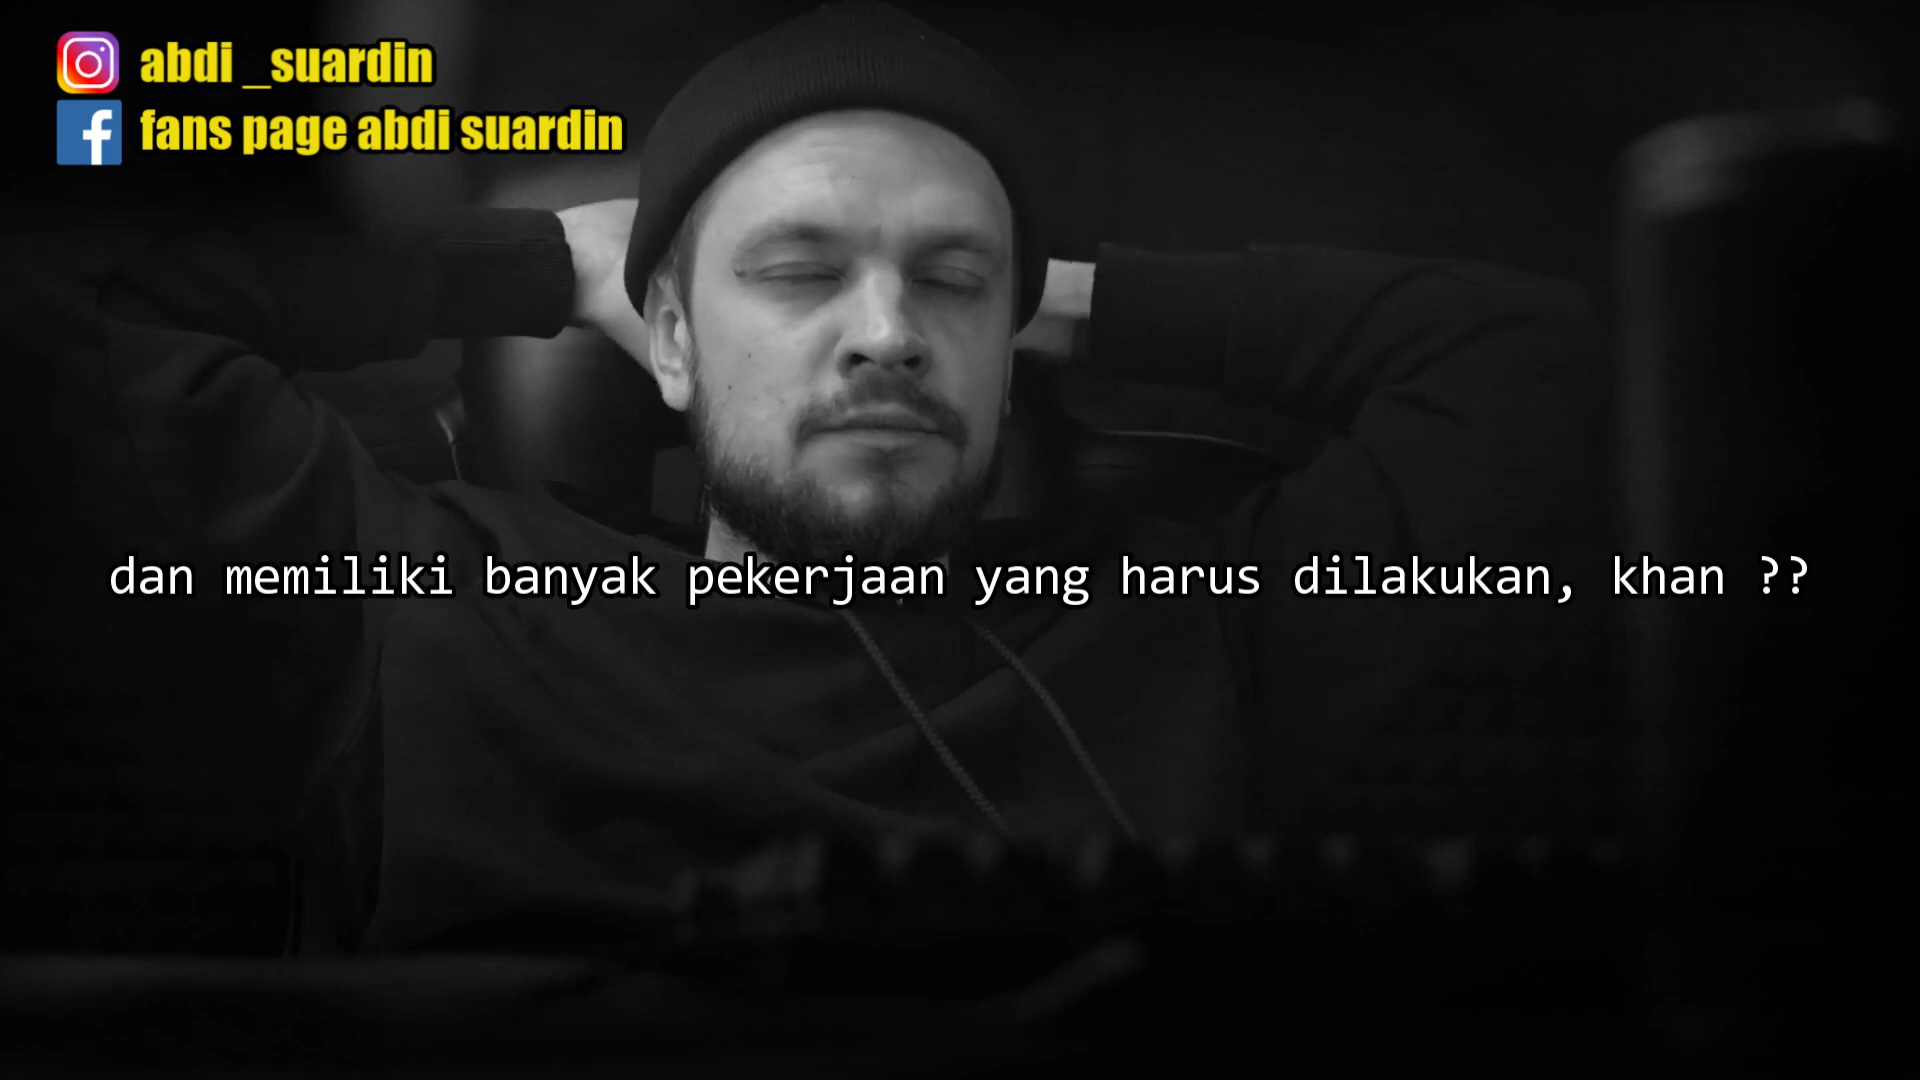 abdi _suardin
fans page abdi suardin
dan memiliki banyak pekerjaan yang harus dilakukan, khan ??